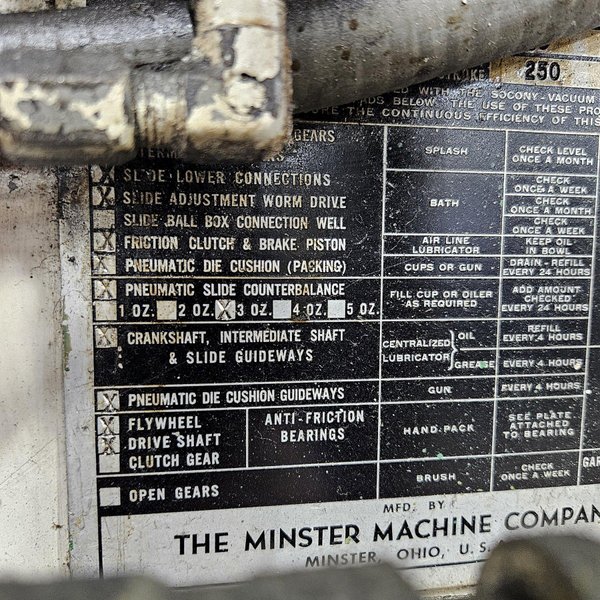 STROKE 250
WITH THE SOCONY-VACUUM
BELOW. THE USE OF THESE
THE CONTINUOUS EFFICIENCY OF THIS
GEARS SPLASH CHECK LEVEL
ONCE A MONTH
X SLIDE LOWER CONNECTIONS BATH CHECK
ONCE A WEEK
X SLIDE ADJUSTMENT WORM DRIVE CHECK
ONCE A MONTH
SLIDE BALL BOX CONNECTION WELL CHECK
ONCE A WEEK
X FRICTION CLUTCH & BRAKE PISTON AIR LINE
LUBRICATOR KEEP OIL
IN BOWL
X PNEUMATIC DIE CUSHION (PACKING) CUPS OR GUN DRAIN - REFILL
EVERY 24 HOURS
X PNEUMATIC SLIDE COUNTERBALANCE FILL CUP OR OILER
AS REQUIRED ADD AMOUNT
CHECKED
EVERY 24 HOURS
1 OZ. 2 OZ. X 3 OZ. 4 OZ. 5 OZ.
X CRANKSHAFT, INTERMEDIATE SHAFT
& SLIDE GUIDEWAYS CENTRALIZED
LUBRICATOR OIL REFILL
EVERY 4 HOURS
GREASE EVERY 4 HOURS
X PNEUMATIC DIE CUSHION GUIDEWAYS GUN EVERY 4 HOURS
X FLYWHEEL ANTI-FRICTION
BEARINGS HAND-PACK SEE PLATE
ATTACHED
TO BEARING
X DRIVE SHAFT
CLUTCH GEAR
OPEN GEARS BRUSH CHECK
ONCE A WEEK
MFD. BY
THE MINSTER MACHINE
MINSTER, OHIO, U. S.